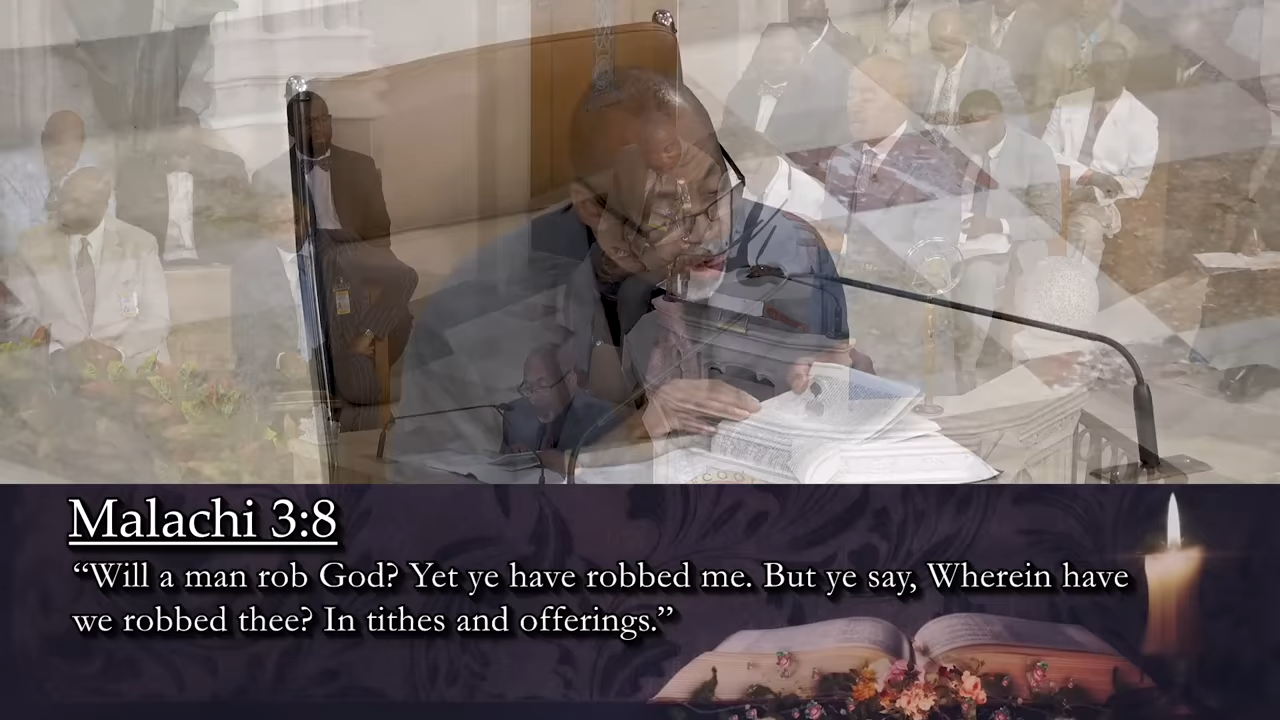 Malachi 3:8
“Will a man rob God? Yet ye have robbed me. But ye say, Wherein have
we robbed thee? In tithes and offerings.”